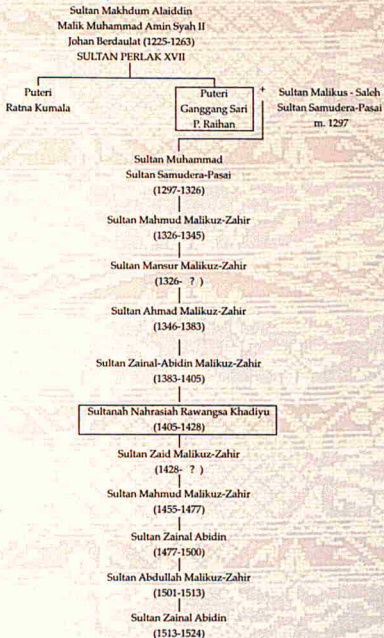 Sultan Makhdum Alaiddin
Malik Muhammad Amin Syah II
Johan Berdaulat (1225-1263)
SULTAN PERLAK XVII
Puteri
Ratna Kumala
Puteri
Ganggang Sari
P. Raihan
+
Sultan Malikus - Saleh
Sultan Samudera-Pasai
m. 1297
Sultan Muhammad
Sultan Samudera-Pasai
(1297-1326)
Sultan Mahmud Malikuz-Zahir
(1326-1345)
Sultan Mansur Malikuz-Zahir
(1326- ? )
Sultan Ahmad Malikuz-Zahir
(1346-1383)
Sultan Zainal-Abidin Malikuz-Zahir
(1383-1405)
Sultanah Nahrasiah Rawangsa Khadiyu
(1405-1428)
Sultan Zaid Malikuz-Zahir
(1428- ? )
Sultan Mahmud Malikuz-Zahir
(1455-1477)
Sultan Zainal Abidin
(1477-1500)
Sultan Abdullah Malikuz-Zahir
(1501-1513)
Sultan Zainal Abidin
(1513-1524)